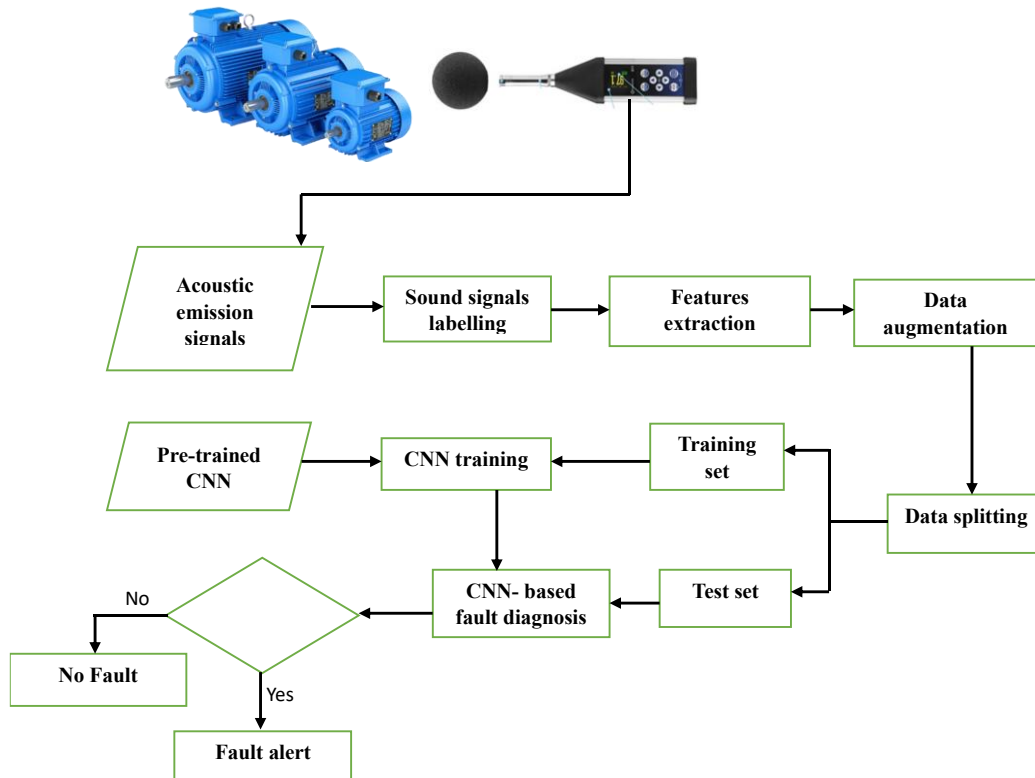 Acoustic
emission
signals
Sound signals
labelling
Features
extraction
Data
augmentation
Pre-trained
CNN
CNN training
Training
set
Data splitting
CNN- based
fault diagnosis
Test set
No
No Fault
Yes
Fault alert